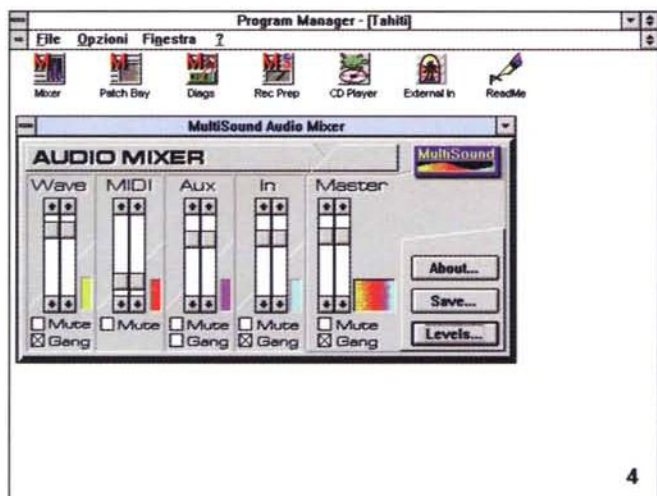 Program Manager - [Tahiti]
File Opzioni Finestra ?
Mixer Patch Bay Diags Rec Prep CD Player External In ReadMe
MultiSound Audio Mixer
AUDIO MIXER MultiSound
Wave MIDI Aux In Master
About...
Save...
Levels...
Mute Mute Mute Mute Mute
Gang Gang Gang Gang
4